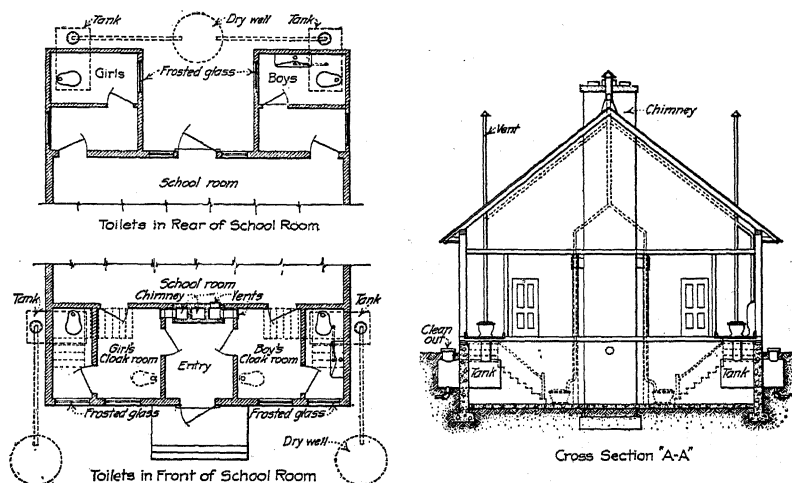 Tank
Dry well
Tank
Girls
Frosted glass
Boys
School room
Toilets in Rear of School Room
School room
Chimney
Vents
Tank
Tank
Girl's
Cloak room
Entry
Boy's
Cloak room
Frosted glass
Frosted glass
Dry well
Toilets in Front of School Room
Chimney
Vent
Clean
out
Tank
Tank
Cross Section "A-A"